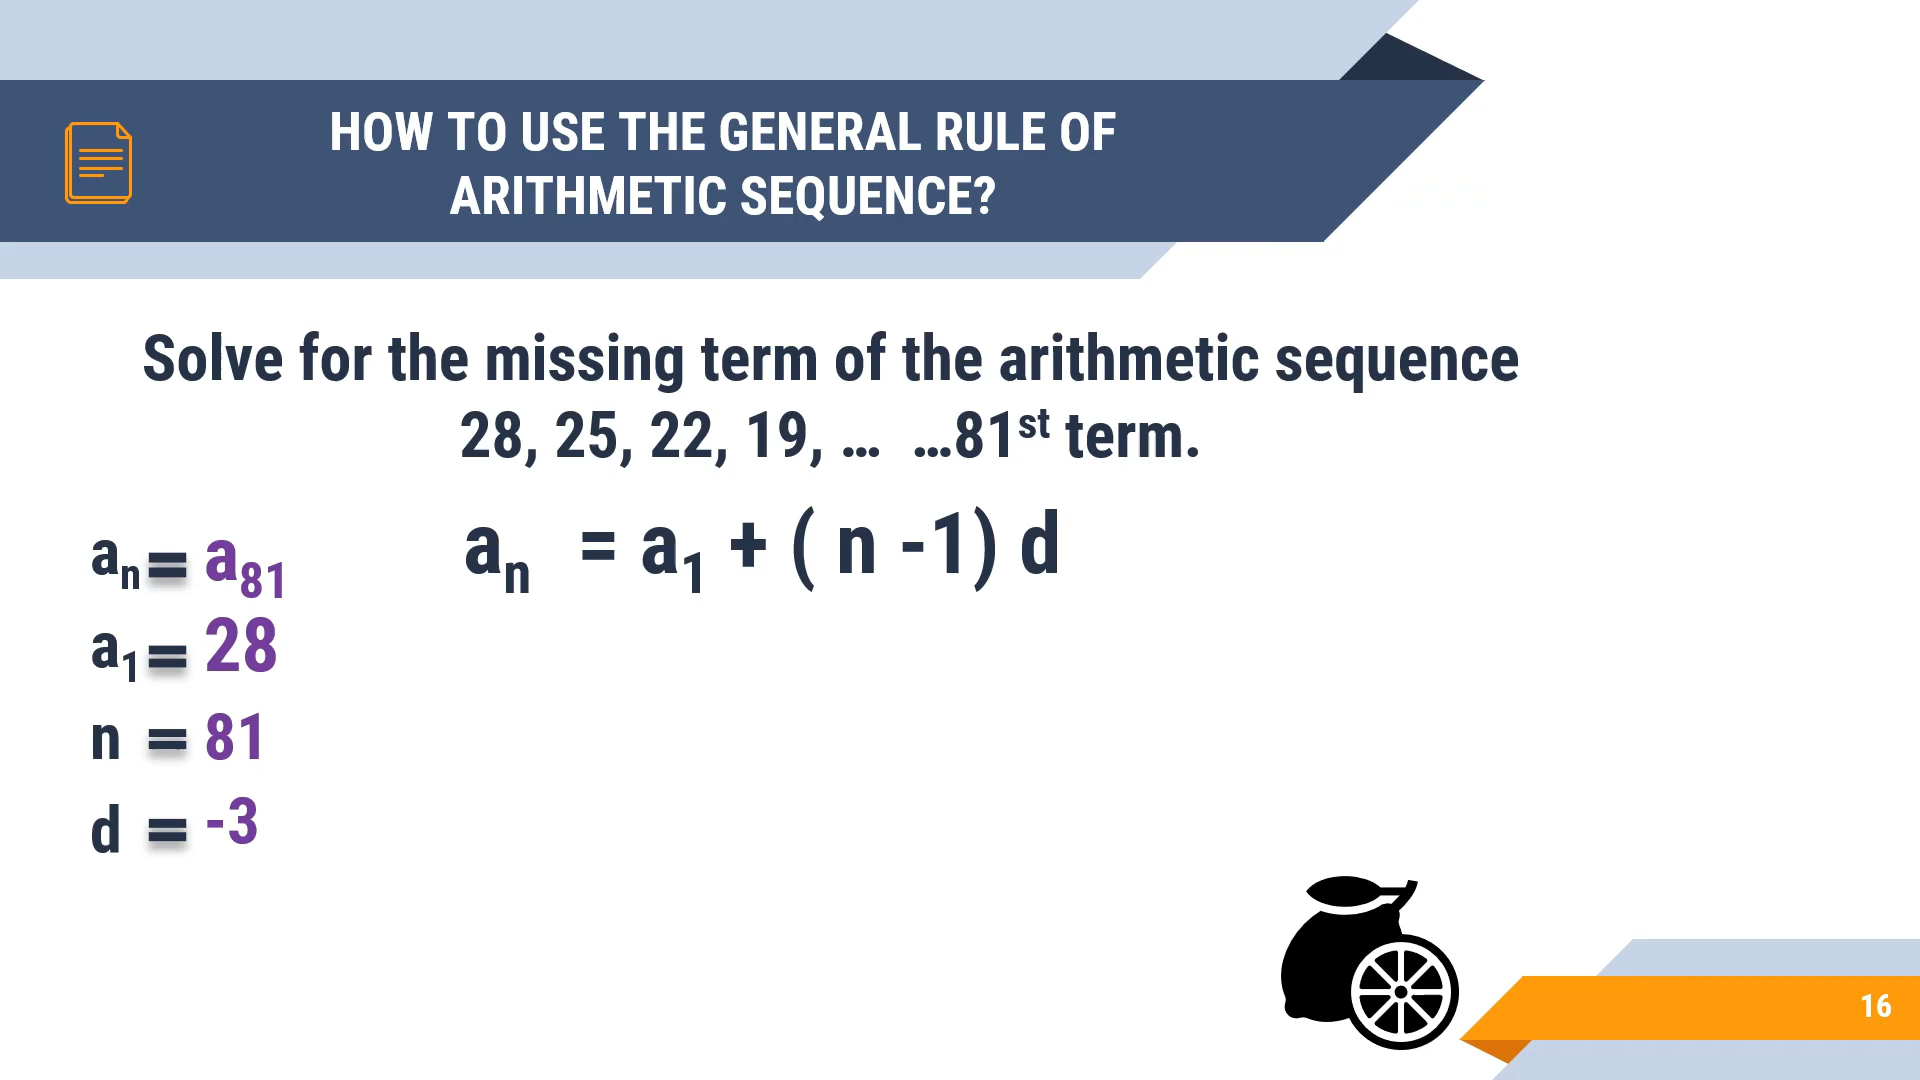 HOW TO USE THE GENERAL RULE OF
ARITHMETIC SEQUENCE?
Solve for the missing term of the arithmetic sequence
28, 25, 22, 19, … …81st term.
an = a1 + ( n -1) d
an = a81
a1 = 28
n = 81
d = -3
16